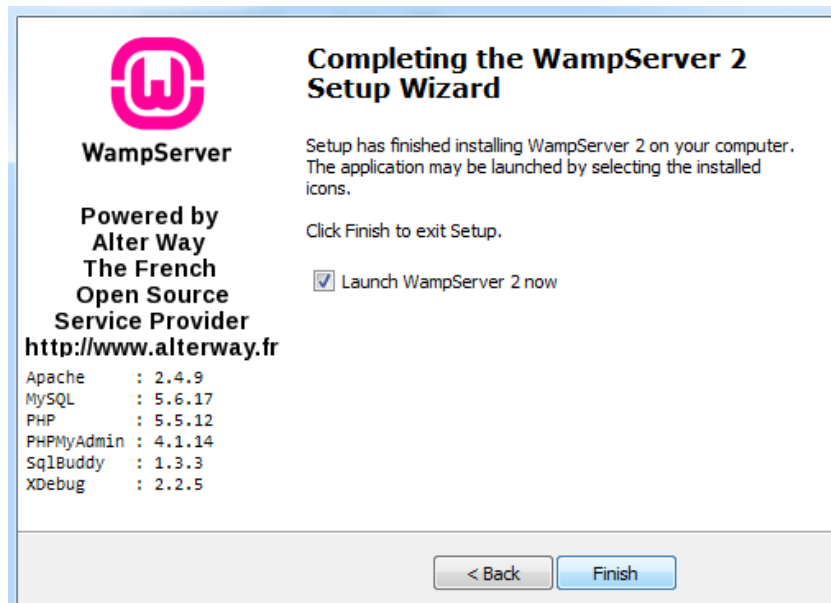 WampServer
Powered by
Alter Way
The French
Open Source
Service Provider
http://www.alterway.fr
Apache : 2.4.9
MySQL : 5.6.17
PHP : 5.5.12
PHPMyAdmin : 4.1.14
SqlBuddy : 1.3.3
XDebug : 2.2.5
Completing the WampServer 2
Setup Wizard
Setup has finished installing WampServer 2 on your computer.
The application may be launched by selecting the installed
icons.
Click Finish to exit Setup.
Launch WampServer 2 now
< Back
Finish